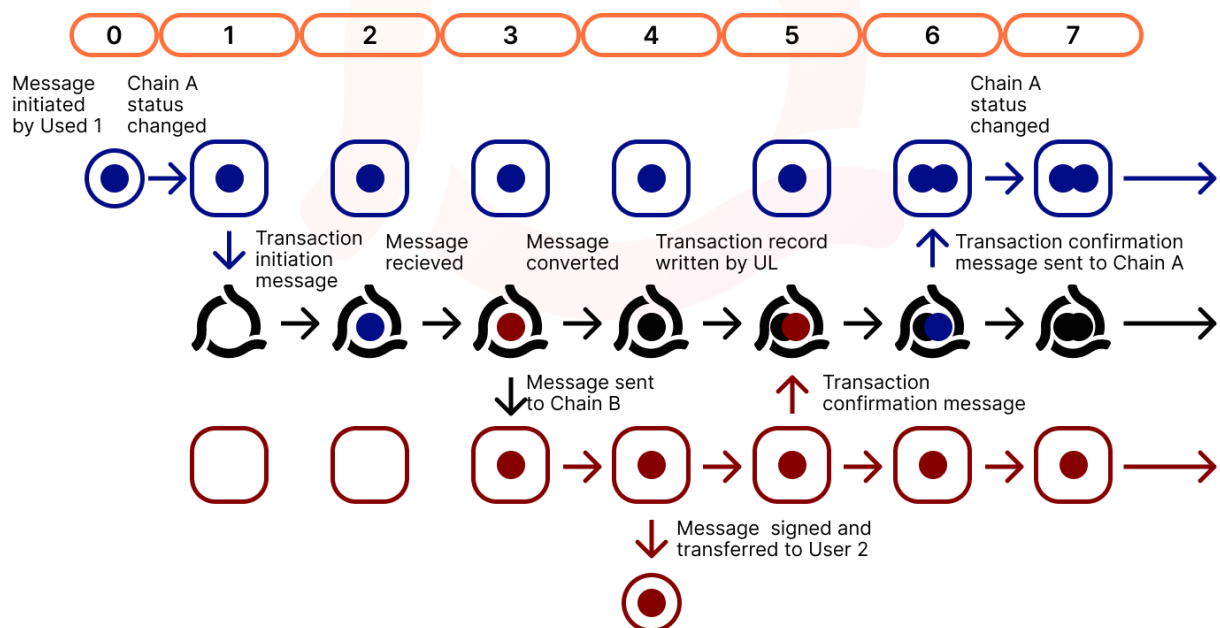 0 1 2 3 4 5 6 7
Message
initiated
by Used 1
Chain A
status
changed
Chain A
status
changed
Transaction
initiation
message
Message
recieved
Message
converted
Transaction record
written by UL
Transaction confirmation
message sent to Chain A
Message sent
to Chain B
Transaction
confirmation message
Message signed and
transferred to User 2